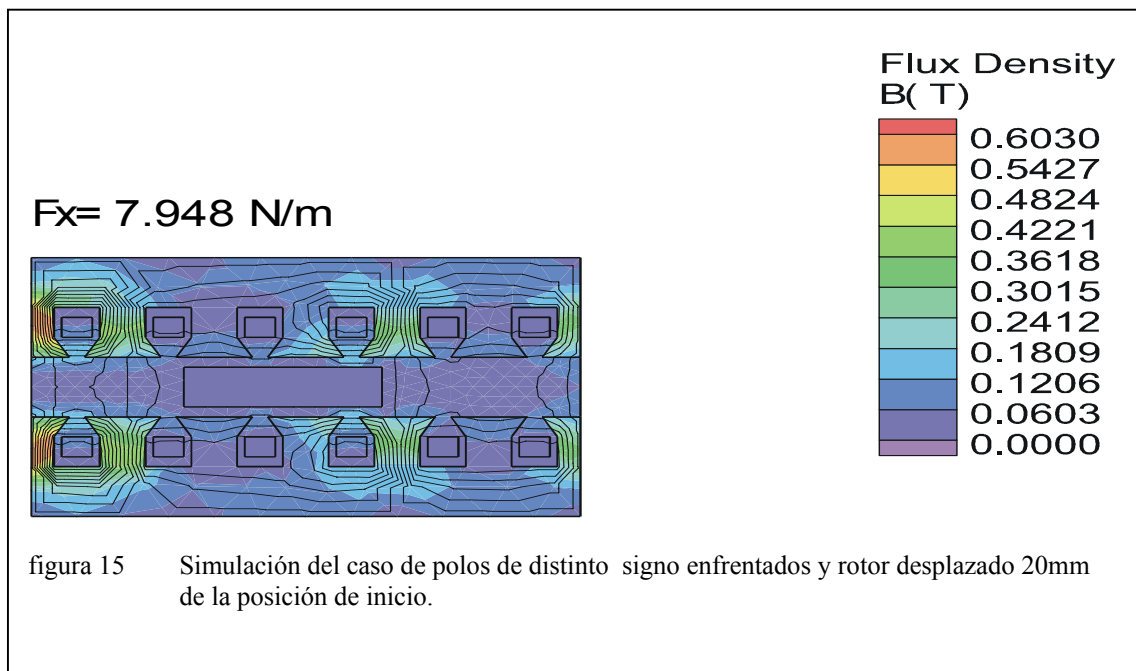 Flux Density
B( T)
0.6030
0.5427
0.4824
0.4221
0.3618
0.3015
0.2412
0.1809
0.1206
0.0603
0.0000
Fx= 7.948 N/m
figura 15 Simulación del caso de polos de distinto signo enfrentados y rotor desplazado 20mm
de la posición de inicio.